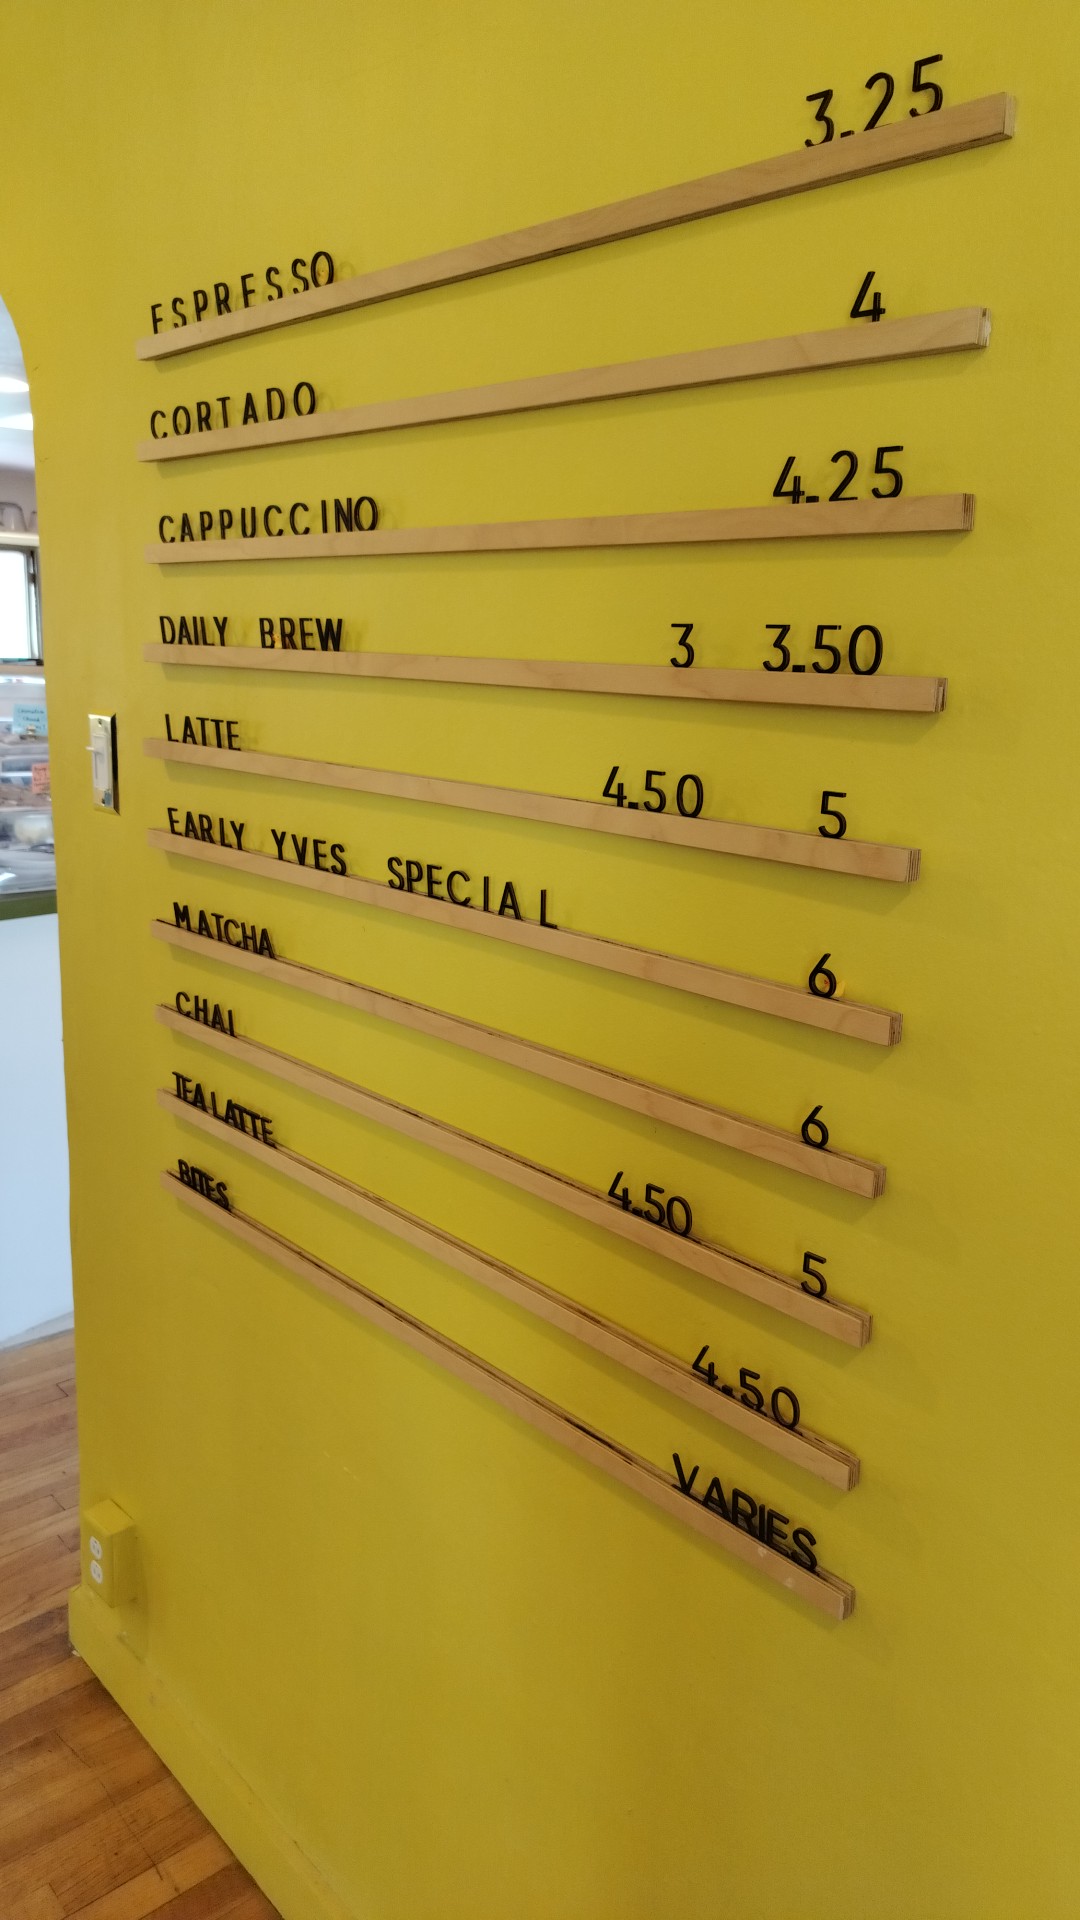 ESPRESSO 3.25
CORTADO 4
CAPPUCCINO 4.25
DAILY BREW 3 3.50
LATTE 4.50 5
EARLY YVES SPECIAL 6
MATCHA 6
CHAI 4.50 5
TEA LATTE 4.50
BITES VARIES